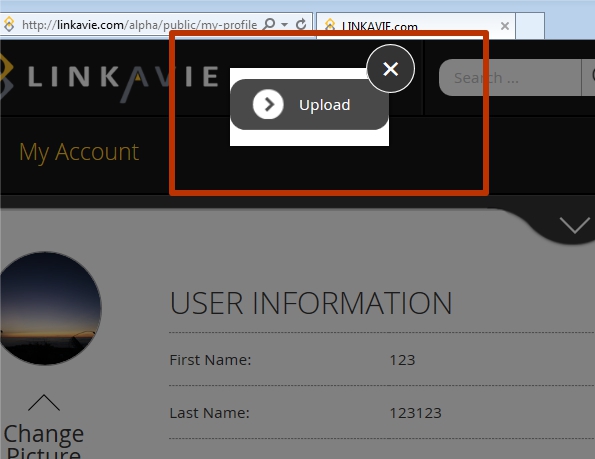 http://linkavie.com/alpha/public/my-profile
LINKAVIE.com
LINKAVIE
Search ...
Upload
My Account
USER INFORMATION
First Name: 123
Last Name: 123123
Change
Picture